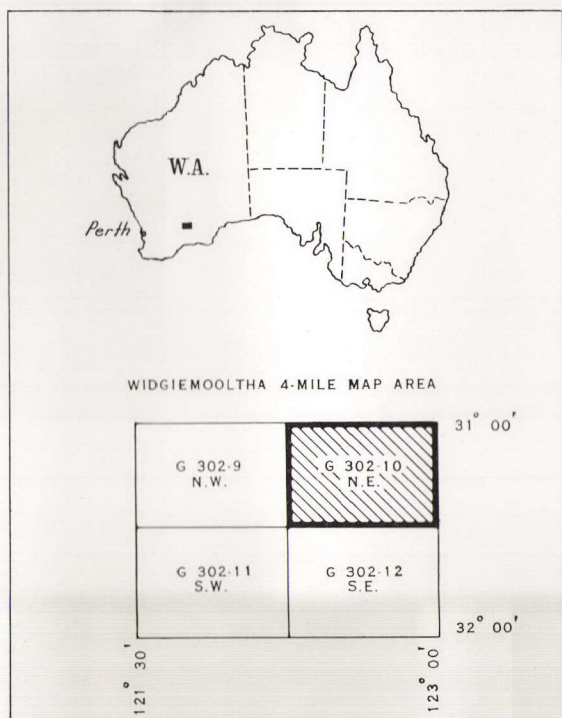 W.A.
Perth
WIDGIEMOOLTHA 4-MILE MAP AREA
31° 00'
G 302-9
N.W.
G 302-10
N.E.
G 302-11
S.W.
G 302-12
S.E.
32° 00'
121° 30'
123° 00'